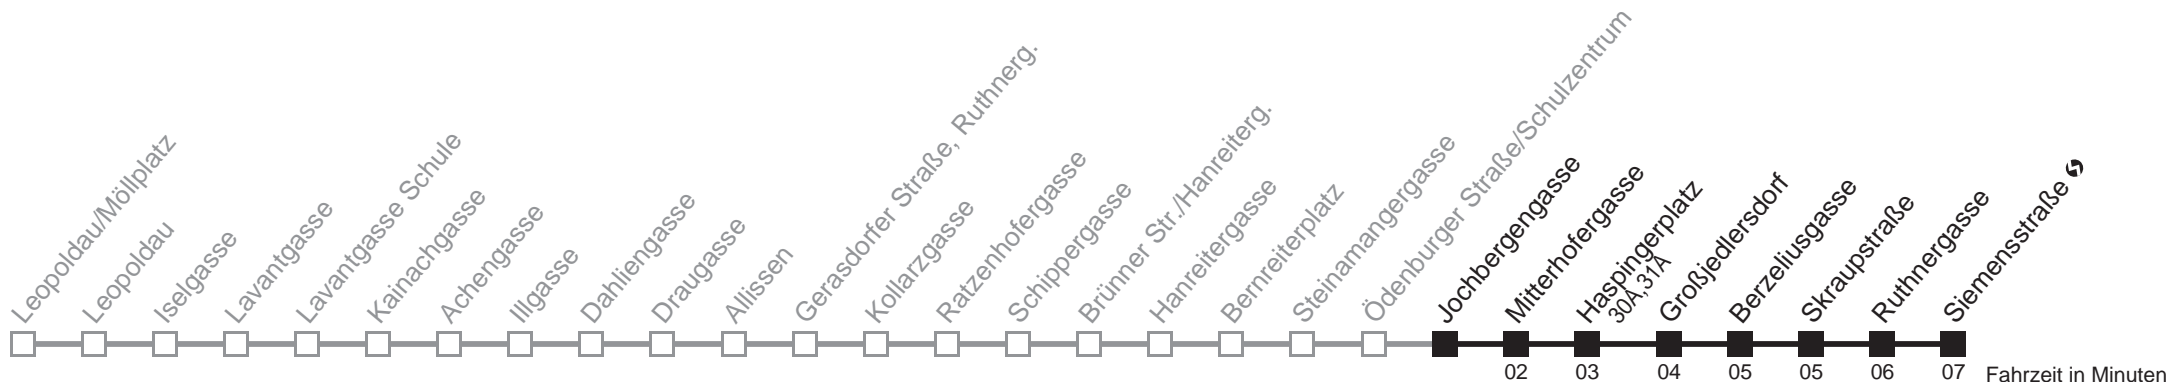 Leopoldau/Möllplatz
Leopoldau
Iselgasse
Lavantgasse
Lavantgasse Schule
Kainachgasse
Achengasse
Illgasse
Dahliengasse
Draugasse
Allissen
Gerasdorfer Straße, Ruthnerg.
Kollarzgasse
Ratzenhofergasse
Schippergasse
Brünner Str./Hanreiterg.
Hanreitergasse
Bernreiterplatz
Steinamangergasse
Ödenburger Straße/Schulzentrum
Jochbergengasse
Mitterhofergasse
Haspingerplatz
30A,31A
Großjedlersdorf
Berzeliusgasse
Skraupstraße
Ruthnergasse
Siemensstraße
02 03 04 05 05 06 07 Fahrzeit in Minuten